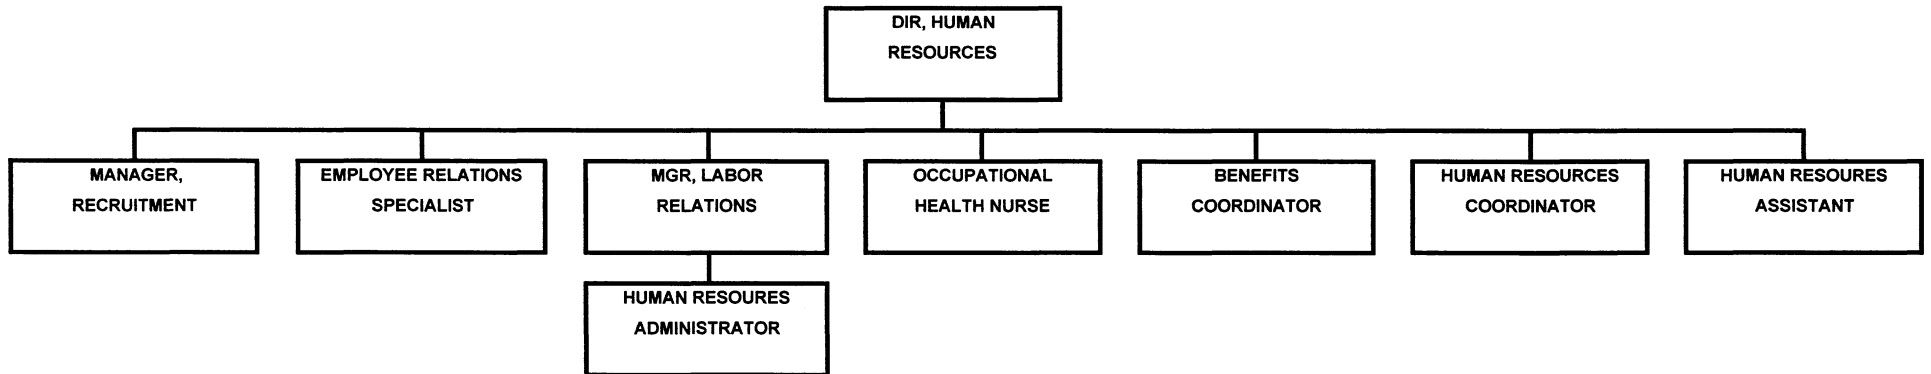 DIR, HUMAN
RESOURCES
MANAGER,
RECRUITMENT
EMPLOYEE RELATIONS
SPECIALIST
MGR, LABOR
RELATIONS
OCCUPATIONAL
HEALTH NURSE
BENEFITS
COORDINATOR
HUMAN RESOURCES
COORDINATOR
HUMAN RESOURES
ASSISTANT
HUMAN RESOURES
ADMINISTRATOR